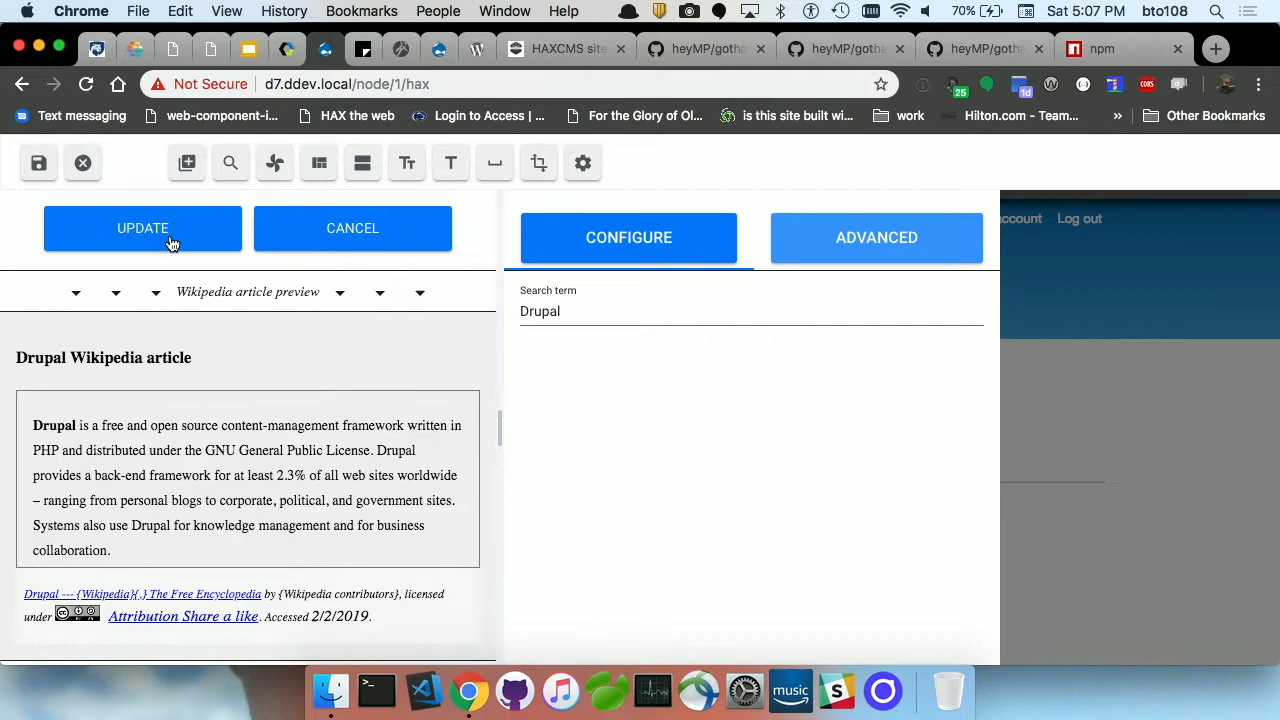 Chrome File Edit View History Bookmarks People Window Help 70% Sat 5:07 PM bto108
HAXCMS site heyMP/gotha heyMP/gotha heyMP/gotha npm
Not Secure d7.ddev.local/node/1/hax 25 1d CORS
Text messaging web-component-i... HAX the web Login to Access | ... For the Glory of Ol... is this site built wi... work Hilton.com - Team... » Other Bookmarks
UPDATE CANCEL CONFIGURE ADVANCED
ccount Log out
Wikipedia article preview
Search term
Drupal
Drupal Wikipedia article
Drupal is a free and open source content-management framework written in
PHP and distributed under the GNU General Public License. Drupal
provides a back-end framework for at least 2.3% of all web sites worldwide
– ranging from personal blogs to corporate, political, and government sites.
Systems also use Drupal for knowledge management and for business
collaboration.
Drupal --- {Wikipedia}{,} The Free Encyclopedia by {Wikipedia contributors}, licensed
under Attribution Share a like. Accessed 2/2/2019.
music